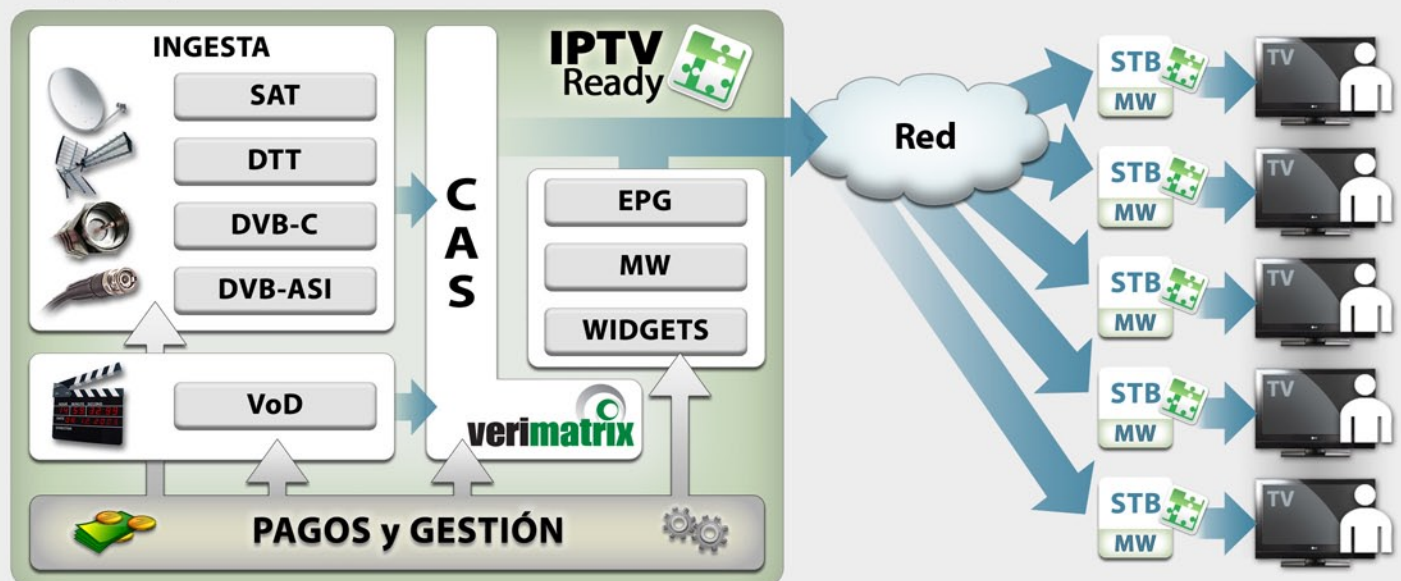 INGESTA
SAT
DTT
DVB-C
DVB-ASI
VoD
CAS
verimatrix
IPTV
Ready
EPG
MW
WIDGETS
PAGOS y GESTIÓN
Red
STB
MW
TV
STB
MW
TV
STB
MW
TV
STB
MW
TV
STB
MW
TV